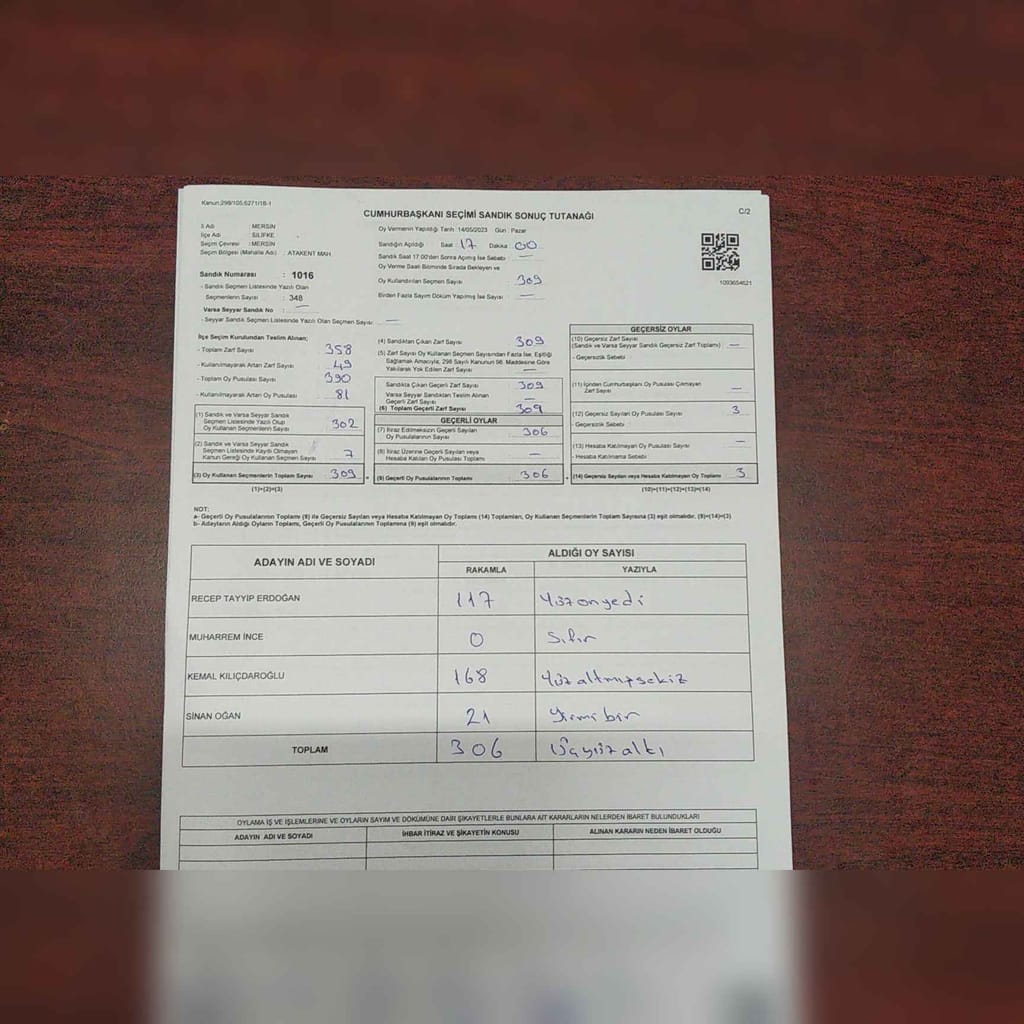 Kanun:298/105,6271/18-1
C/2
CUMHURBAŞKANI SEÇİMİ SANDIK SONUÇ TUTANAĞI
İl Adı : MERSİN
İlçe Adı : SİLİFKE
Seçim Çevresi : MERSİN
Seçim Bölgesi (Mahalle Adı) : ATAKENT MAH.
Sandık Numarası : 1016
- Sandık Seçmen Listesinde Yazılı Olan
Seçmenlerin Sayısı : 348
Varsa Seyyar Sandık No : —
- Seyyar Sandık Seçmen Listesinde Yazılı Olan Seçmen Sayısı : —
Oy Vermenin Yapıldığı Tarih 14/05/2023 Gün : Pazar
Sandığın Açıldığı Saat 17 Dakika 00
Sandık Saat 17.00'den Sonra Açılmış İse Sebebi —
Oy Verme Saati Bitiminde Sırada Bekleyen ve
Oy Kullandırılan Seçmen Sayısı 309
Birden Fazla Sayım Döküm Yapılmış İse Sayısı —
1093654621
İlçe Seçim Kurulundan Teslim Alınan;
- Toplam Zarf Sayısı 358
- Kullanılmayarak Artan Zarf Sayısı 49
- Toplam Oy Pusulası Sayısı 390
- Kullanılmayarak Artan Oy Pusulası 81
(1) Sandık ve Varsa Seyyar Sandık
Seçmen Listesinde Yazılı Olup
Oy Kullanan Seçmenlerin Sayısı 302
(2) Sandık ve Varsa Seyyar Sandık
Seçmen Listesinde Kayıtlı Olmayan
Kanun Gereği Oy Kullanan Seçmen Sayısı 7
(3) Oy Kullanan Seçmenlerin Toplam Sayısı 309 =
(1)+(2)=(3)
(4) Sandıktan Çıkan Zarf Sayısı 309
(5) Zarf Sayısı Oy Kullanan Seçmen Sayısından Fazla İse, Eşitliği
Sağlamak Amacıyla, 298 Sayılı Kanunun 98. Maddesine Göre
Yakılarak Yok Edilen Zarf Sayısı —
Sandıkta Çıkan Geçerli Zarf Sayısı 309
Varsa Seyyar Sandıktan Teslim Alınan
Geçerli Zarf Sayısı —
(6) Toplam Geçerli Zarf Sayısı 309
GEÇERLİ OYLAR
(7) İtiraz Edilmeksizin Geçerli Sayılan
Oy Pusulalarının Sayısı 306
(8) İtiraz Üzerine Geçerli Sayılan veya
Hesaba Katılan Oy Pusulası Toplamı —
(9) Geçerli Oy Pusulalarının Toplamı 306 +
GEÇERSİZ OYLAR
(10) Geçersiz Zarf Sayısı
(Sandık ve Varsa Seyyar Sandık Geçersiz Zarf Toplamı) —
- Geçersizlik Sebebi
(11) İçinden Cumhurbaşkanı Oy Pusulası Çıkmayan
Zarf Sayısı —
(12) Geçersiz Sayılan Oy Pusulası Sayısı 3
- Geçersizlik Sebebi
(13) Hesaba Katılmayan Oy Pusulası Sayısı —
- Hesaba Katılmama Sebebi
(14) Geçersiz Sayılan veya Hesaba Katılmayan Oy Toplamı 3
(10)+(11)+(12)+(13)=(14)
NOT:
a- Geçerli Oy Pusulalarının Toplamı (9) ile Geçersiz Sayılan veya Hesaba Katılmayan Oy Toplamı (14) Toplamları, Oy Kullanan Seçmenlerin Toplam Sayısına (3) eşit olmalıdır. (9)+(14)=(3)
b- Adayların Aldığı Oyların Toplamı, Geçerli Oy Pusulalarının Toplamına (9) eşit olmalıdır.
ADAYIN ADI VE SOYADI
ALDIĞI OY SAYISI
RAKAMLA YAZIYLA
RECEP TAYYİP ERDOĞAN 117 Yüzonyedi
MUHARREM İNCE 0 Sıfır
KEMAL KILIÇDAROĞLU 168 Yüzaltmışsekiz
SİNAN OĞAN 21 Yirmibir
TOPLAM 306 Üçyüzaltı
OYLAMA İŞ VE İŞLEMLERİNE VE OYLARIN SAYIM VE DÖKÜMÜNE DAİR ŞİKAYETLERLE BUNLARA AİT KARARLARIN NELERDEN İBARET BULUNDUKLARI
ADAYIN ADI VE SOYADI İHBAR İTİRAZ VE ŞİKAYETİN KONUSU ALINAN KARARIN NEDEN İBARET OLDUĞU